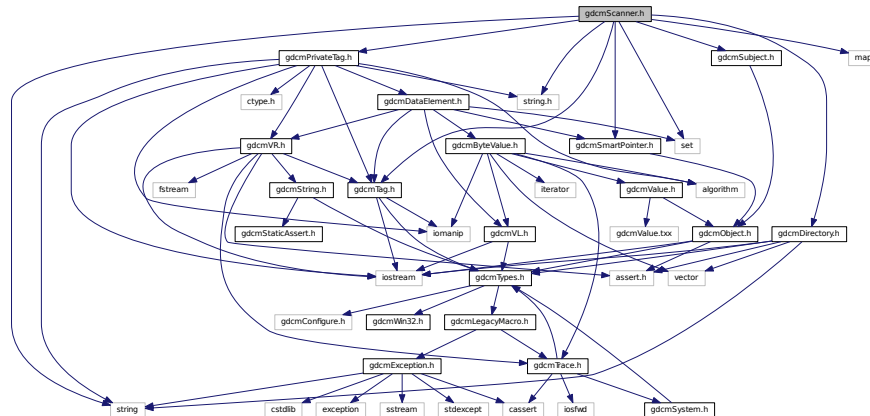 gdcmScanner.h
gdcmPrivateTag.h
gdcmSubject.h
map
ctype.h
gdcmDataElement.h
string.h
gdcmVR.h
gdcmByteValue.h
gdcmSmartPointer.h
set
fstream
gdcmString.h
gdcmTag.h
iterator
gdcmValue.h
algorithm
gdcmStaticAssert.h
iomanip
gdcmVL.h
gdcmValue.txx
gdcmObject.h
gdcmDirectory.h
iostream
gdcmTypes.h
assert.h
vector
gdcmConfigure.h
gdcmWin32.h
gdcmLegacyMacro.h
gdcmException.h
gdcmTrace.h
string
cstdlib
exception
sstream
stdexcept
cassert
iosfwd
gdcmSystem.h